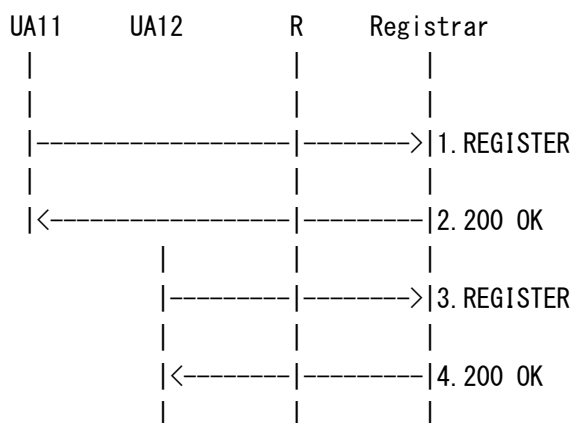 UA11 UA12 R Registrar
1.REGISTER
2.200 OK
3.REGISTER
4.200 OK